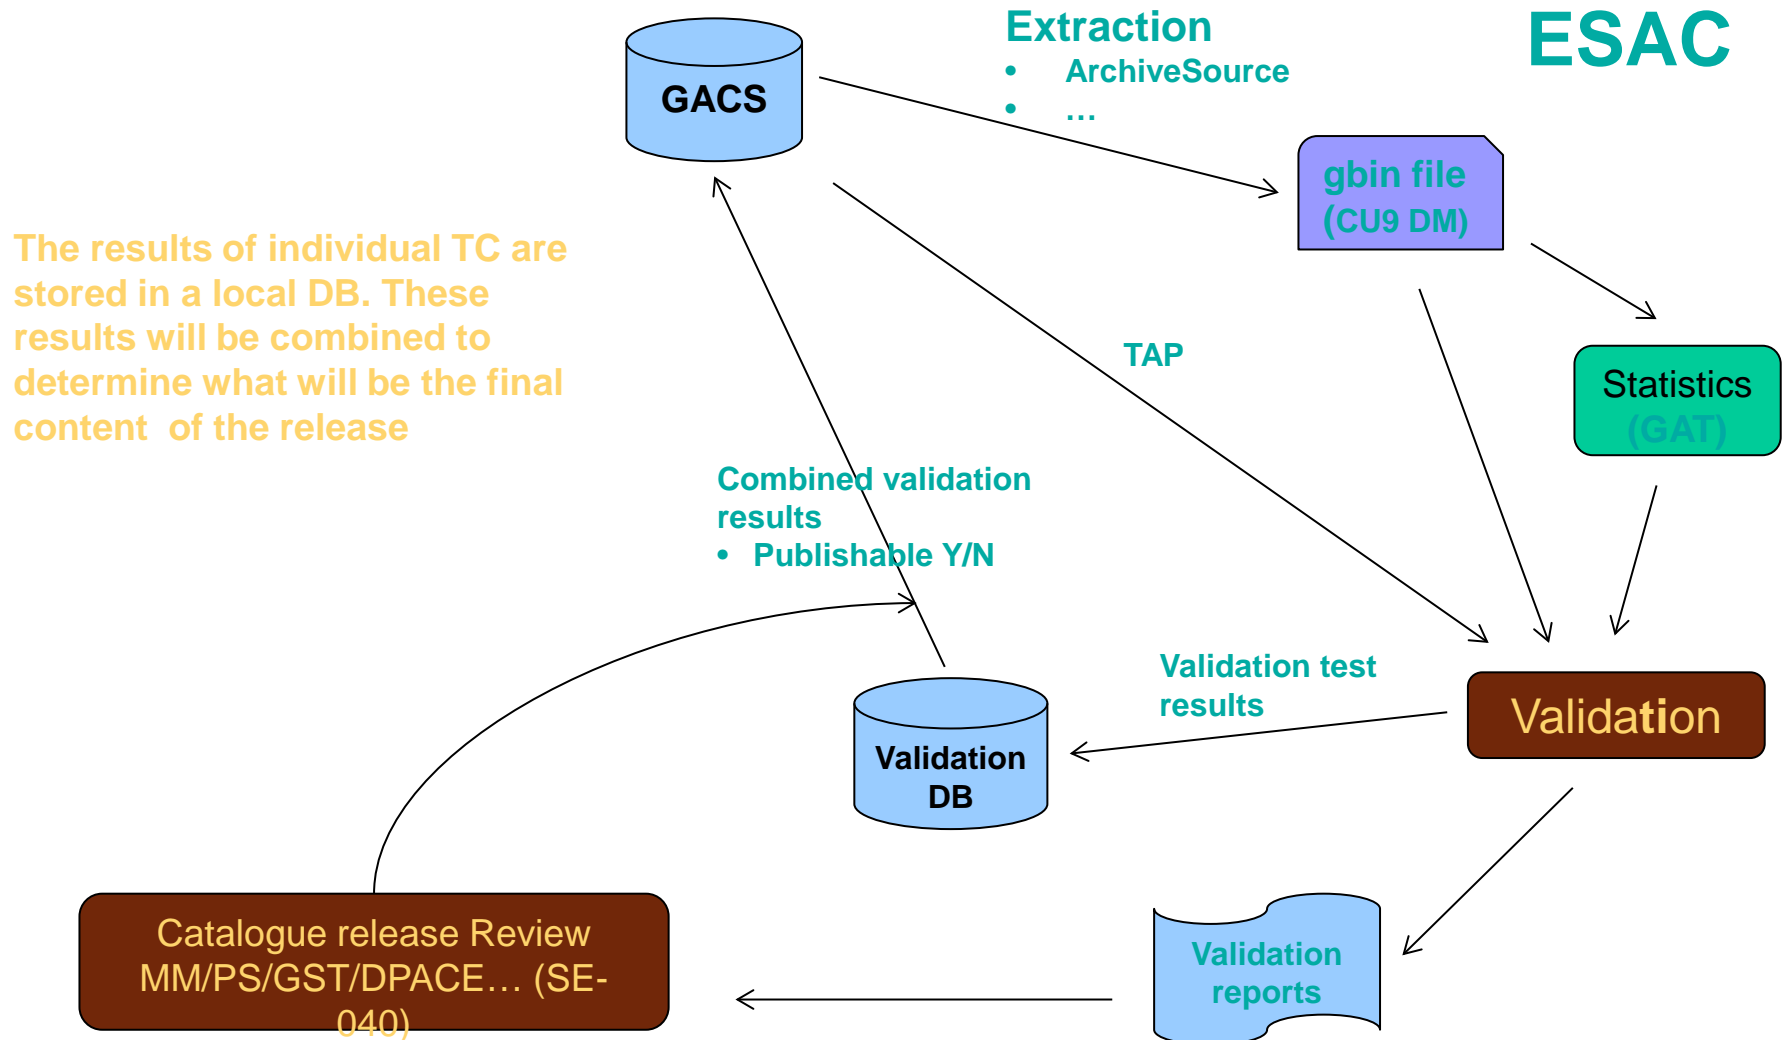 ESAC
Extraction
• ArchiveSource
• …
GACS
gbin file
(CU9 DM)
The results of individual TC are
stored in a local DB. These
results will be combined to
determine what will be the final
content of the release
TAP
Statistics
(GAT)
Combined validation
results
• Publishable Y/N
Validation test
results
Validation
Validation
DB
Catalogue release Review
MM/PS/GST/DPACE… (SE-
040)
Validation
reports